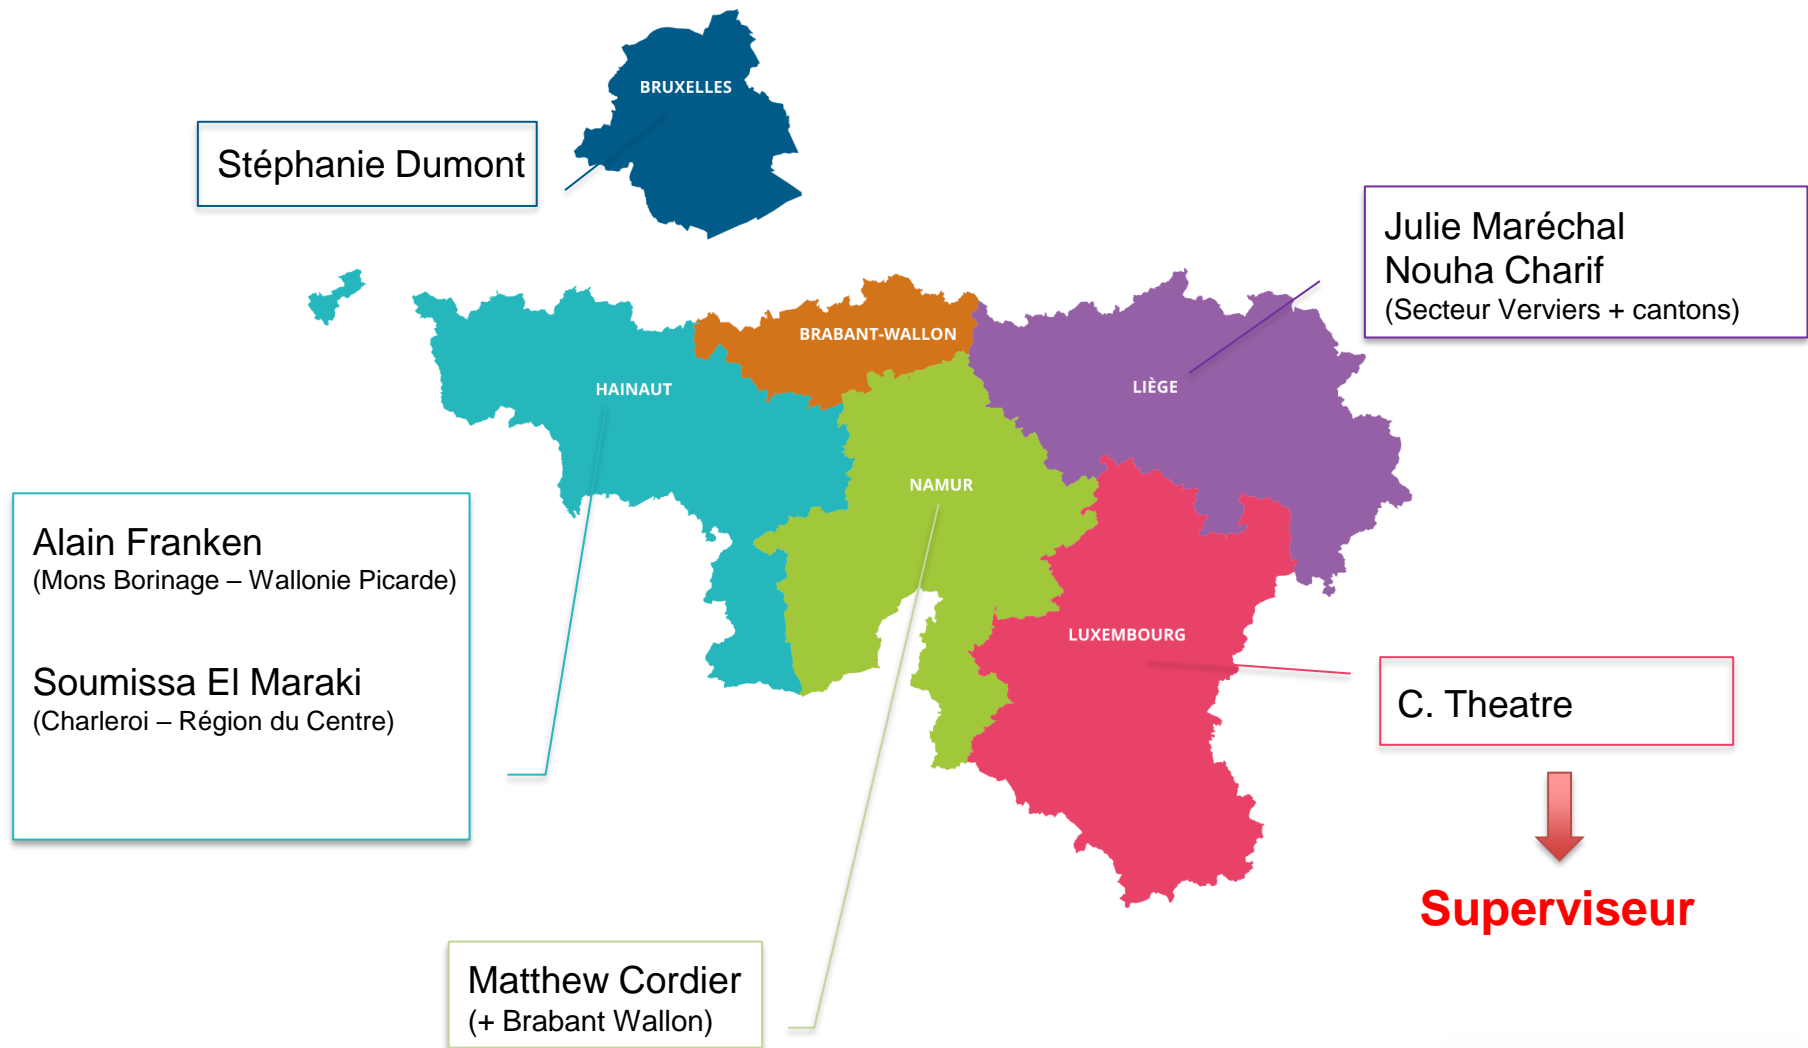 BRUXELLES
Stéphanie Dumont
Julie Maréchal
Nouha Charif
(Secteur Verviers + cantons)
BRABANT-WALLON
HAINAUT
LIÈGE
NAMUR
Alain Franken
(Mons Borinage – Wallonie Picarde)
Soumissa El Maraki
(Charleroi – Région du Centre)
LUXEMBOURG
C. Theatre
Superviseur
Matthew Cordier
(+ Brabant Wallon)